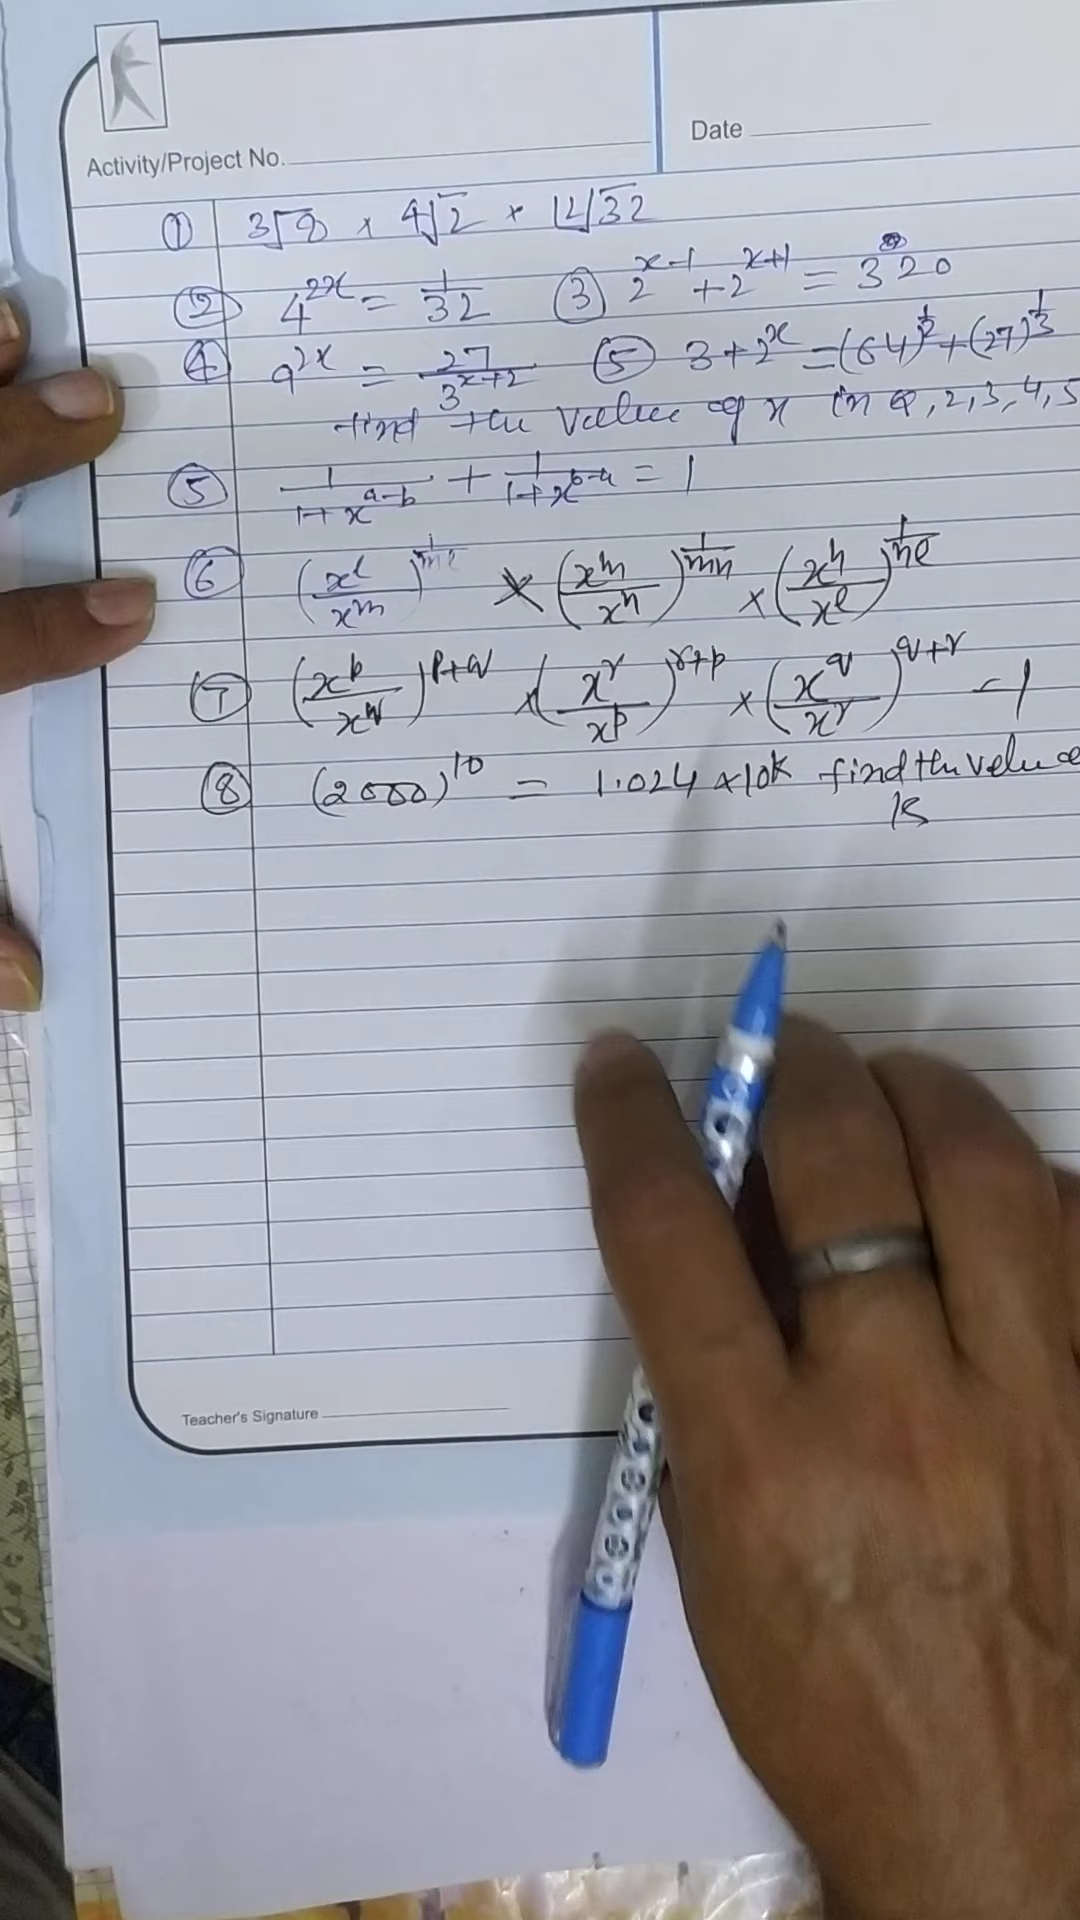 Date
Activity/Project No.
① ∛8 × ∜2 × ¹²√32
② 4^2x = 1/32 ③ 2^x-1 + 2^x+1 = 320
④ 9^2x = 27/3^x+2 ⑤ 3+2^x = (64)^1/2 + (27)^1/3
find the value of x in Q, 2, 3, 4, 5
⑤ 1/1+x^a-b + 1/1+x^b-a = 1
⑥ (x^l/x^m)^1/ml × (x^m/x^n)^1/mn × (x^n/x^l)^1/nl
⑦ (x^p/x^q)^p+q × (x^r/x^p)^r+p × (x^q/x^r)^q+r = 1
⑧ (2000)^10 = 1.024 × 10^k find the value
k
Teacher's Signature